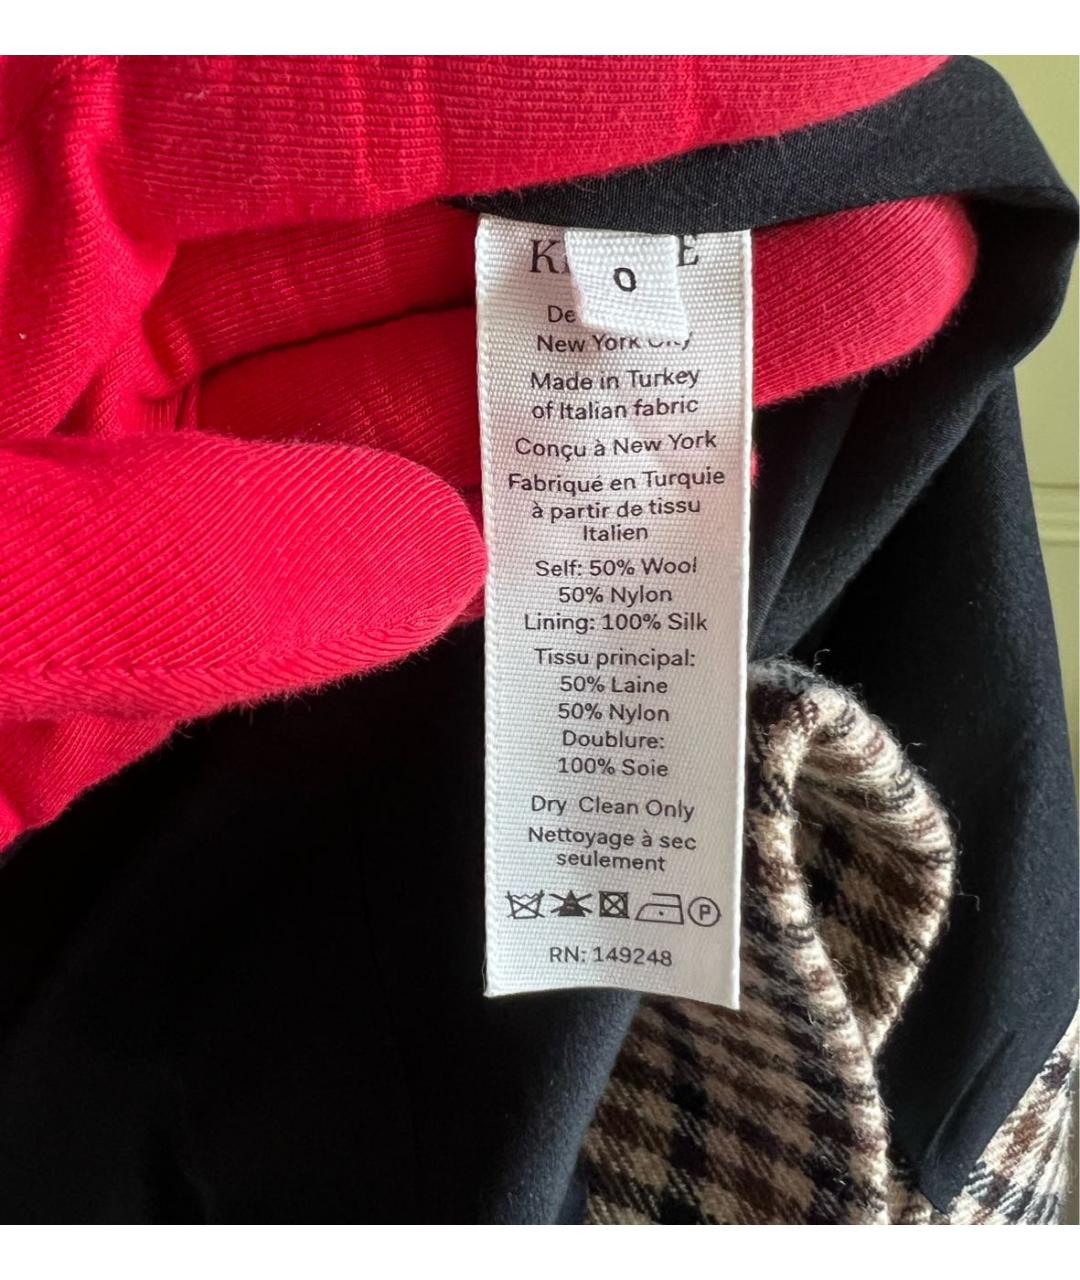 0
New York
Made in Turkey
of Italian fabric
Conçu à New York
Fabriqué en Turquie
à partir de tissu
Italien
Self: 50% Wool
50% Nylon
Lining: 100% Silk
Tissu principal:
50% Laine
50% Nylon
Doublure:
100% Soie
Dry Clean Only
Nettoyage à sec
seulement
P
RN: 149248